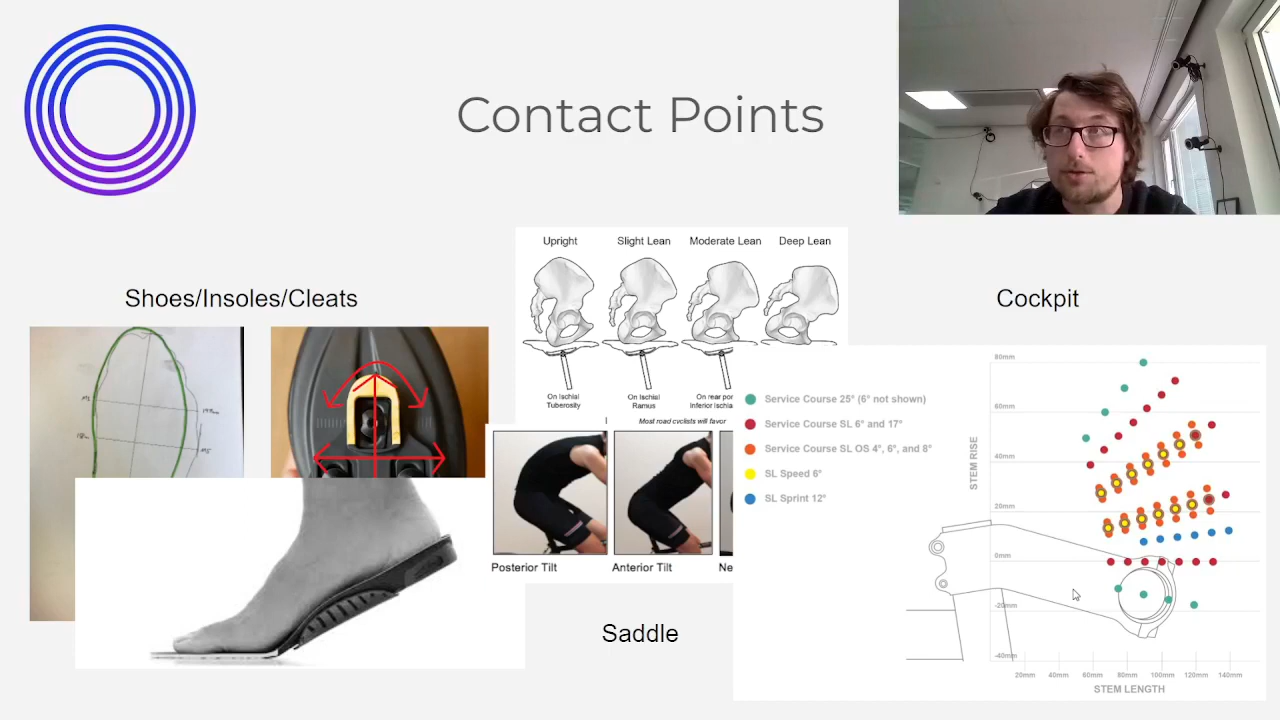 Contact Points
Shoes/Insoles/Cleats
Upright
Slight Lean
Moderate Lean
Deep Lean
On Ischial
Tuberosity
On Ischial
Ramus
On rear por
Inferior Ischia
Most road cyclists will favor
Posterior Tilt
Anterior Tilt
Ne
Saddle
Cockpit
Service Course 25° (6° not shown)
Service Course SL 6° and 17°
Service Course SL OS 4°, 6°, and 8°
SL Speed 6°
SL Sprint 12°
STEM RISE
80mm
60mm
40mm
20mm
0mm
-20mm
-40mm
20mm
40mm
60mm
80mm
100mm
120mm
140mm
STEM LENGTH